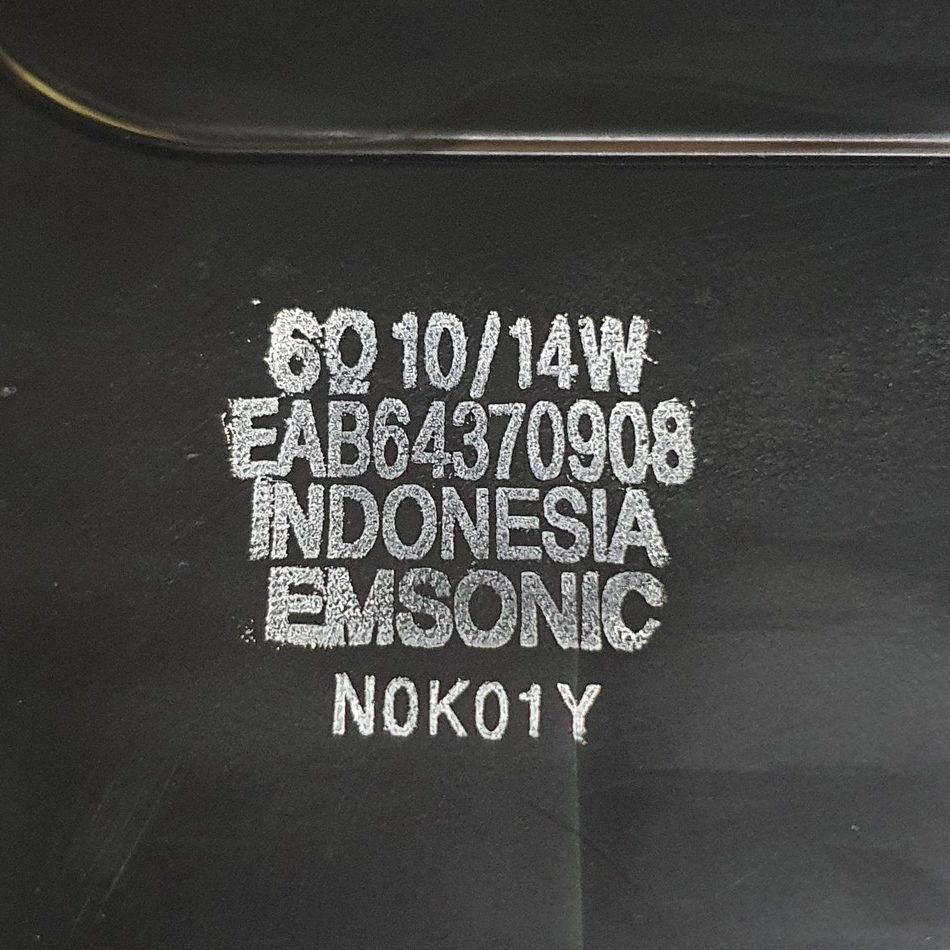 6Ω 10/14W
EAB64370908
INDONESIA
EMSONIC
N0K01Y